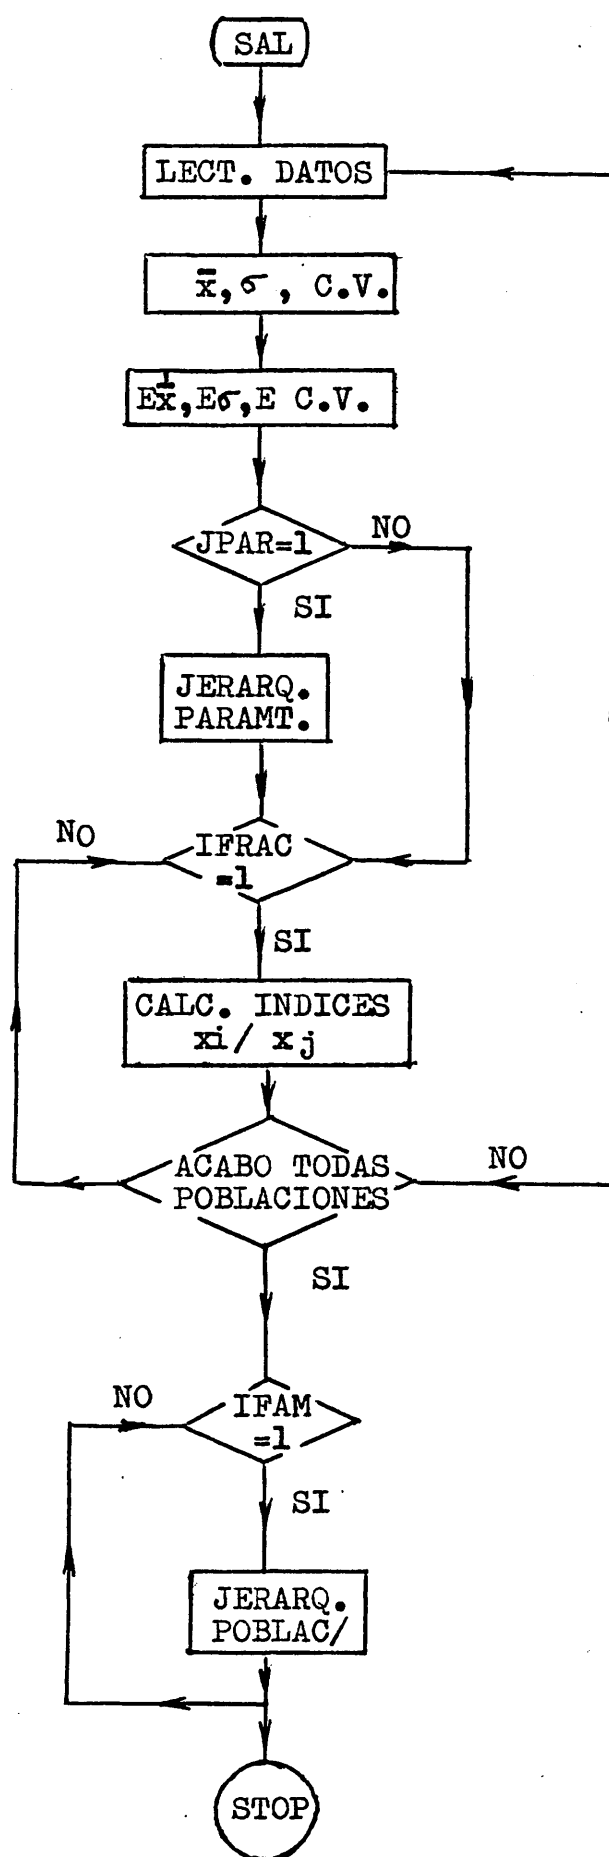 SAL
LECT. DATOS
x̄, σ, C.V.
Ex̄, Eσ, E C.V.
JPAR=1
NO
SI
JERARQ.
PARAMT.
NO
IFRAC
=1
SI
CALC. INDICES
xi/ xj
ACABO TODAS
POBLACIONES
NO
SI
NO
IFAM
=1
SI
JERARQ.
POBLAC/
STOP